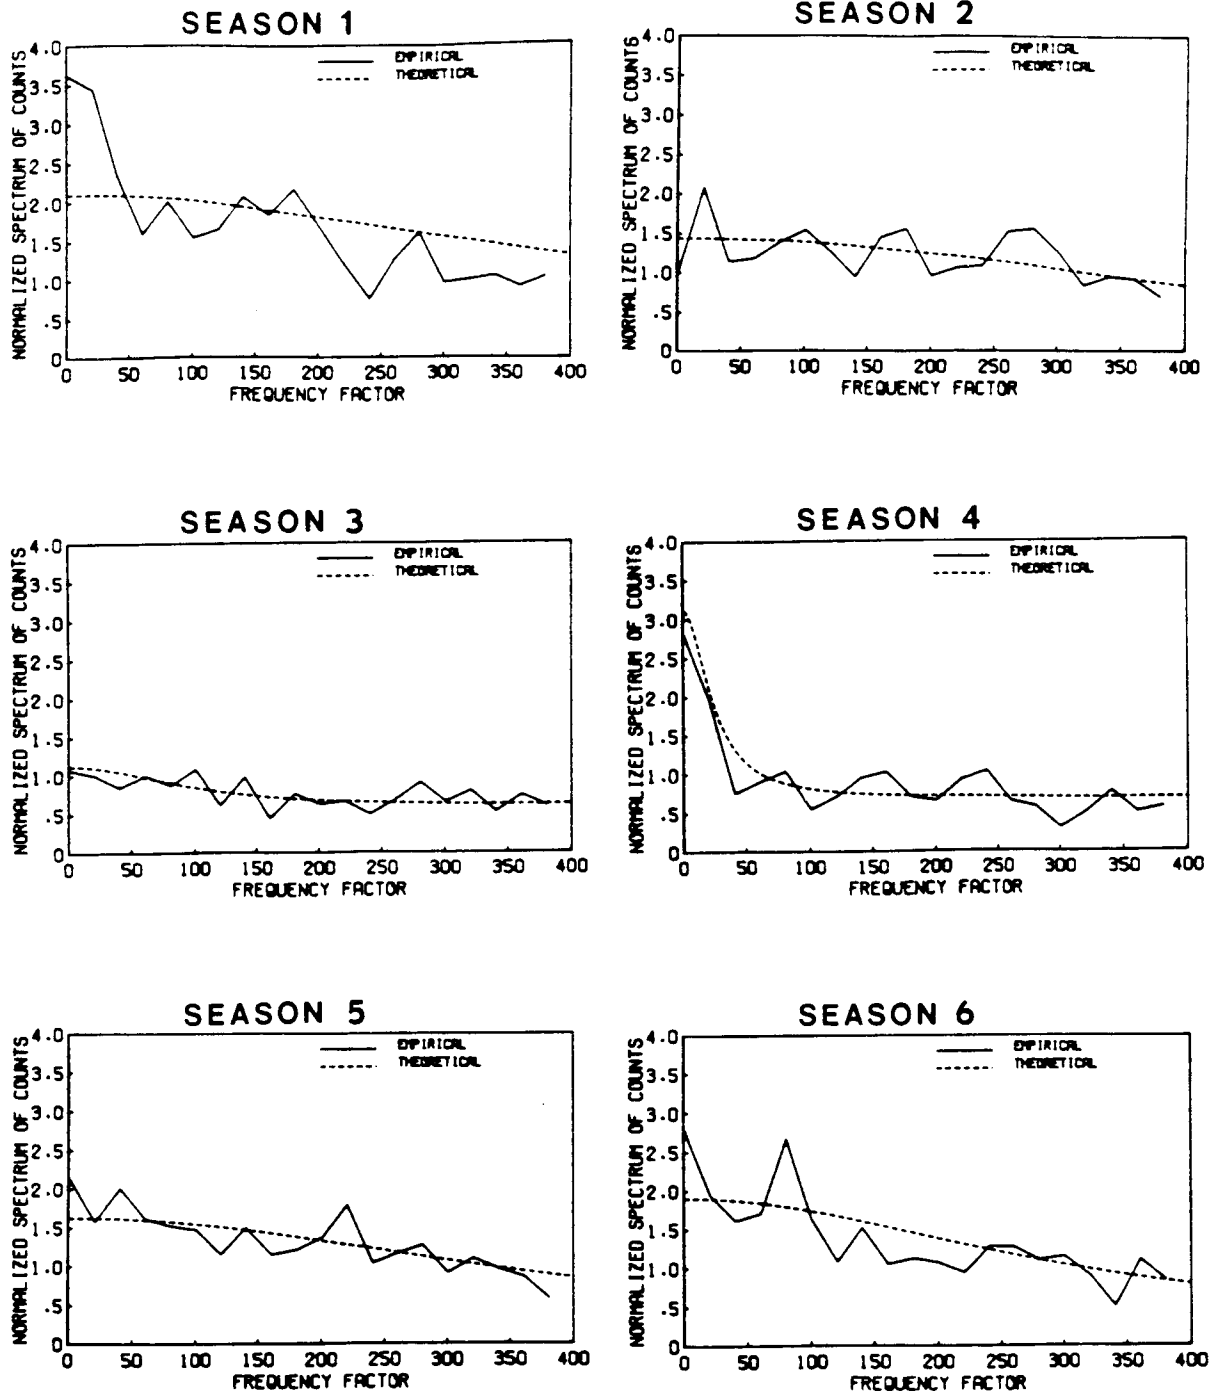 SEASON 1
NORMALIZED SPECTRUM OF COUNTS
4.0
3.5
3.0
2.5
2.0
1.5
1.0
.5
0
EMPIRICAL
THEORETICAL
0 50 100 150 200 250 300 350 400
FREQUENCY FACTOR
SEASON 2
NORMALIZED SPECTRUM OF COUNTS
4.0
3.5
3.0
2.5
2.0
1.5
1.0
.5
0
EMPIRICAL
THEORETICAL
0 50 100 150 200 250 300 350 400
FREQUENCY FACTOR
SEASON 3
NORMALIZED SPECTRUM OF COUNTS
4.0
3.5
3.0
2.5
2.0
1.5
1.0
.5
0
EMPIRICAL
THEORETICAL
0 50 100 150 200 250 300 350 400
FREQUENCY FACTOR
SEASON 4
NORMALIZED SPECTRUM OF COUNTS
4.0
3.5
3.0
2.5
2.0
1.5
1.0
.5
0
EMPIRICAL
THEORETICAL
0 50 100 150 200 250 300 350 400
FREQUENCY FACTOR
SEASON 5
NORMALIZED SPECTRUM OF COUNTS
4.0
3.5
3.0
2.5
2.0
1.5
1.0
.5
0
EMPIRICAL
THEORETICAL
0 50 100 150 200 250 300 350 400
FREQUENCY FACTOR
SEASON 6
NORMALIZED SPECTRUM OF COUNTS
4.0
3.5
3.0
2.5
2.0
1.5
1.0
.5
0
EMPIRICAL
THEORETICAL
0 50 100 150 200 250 300 350 400
FREQUENCY FACTOR